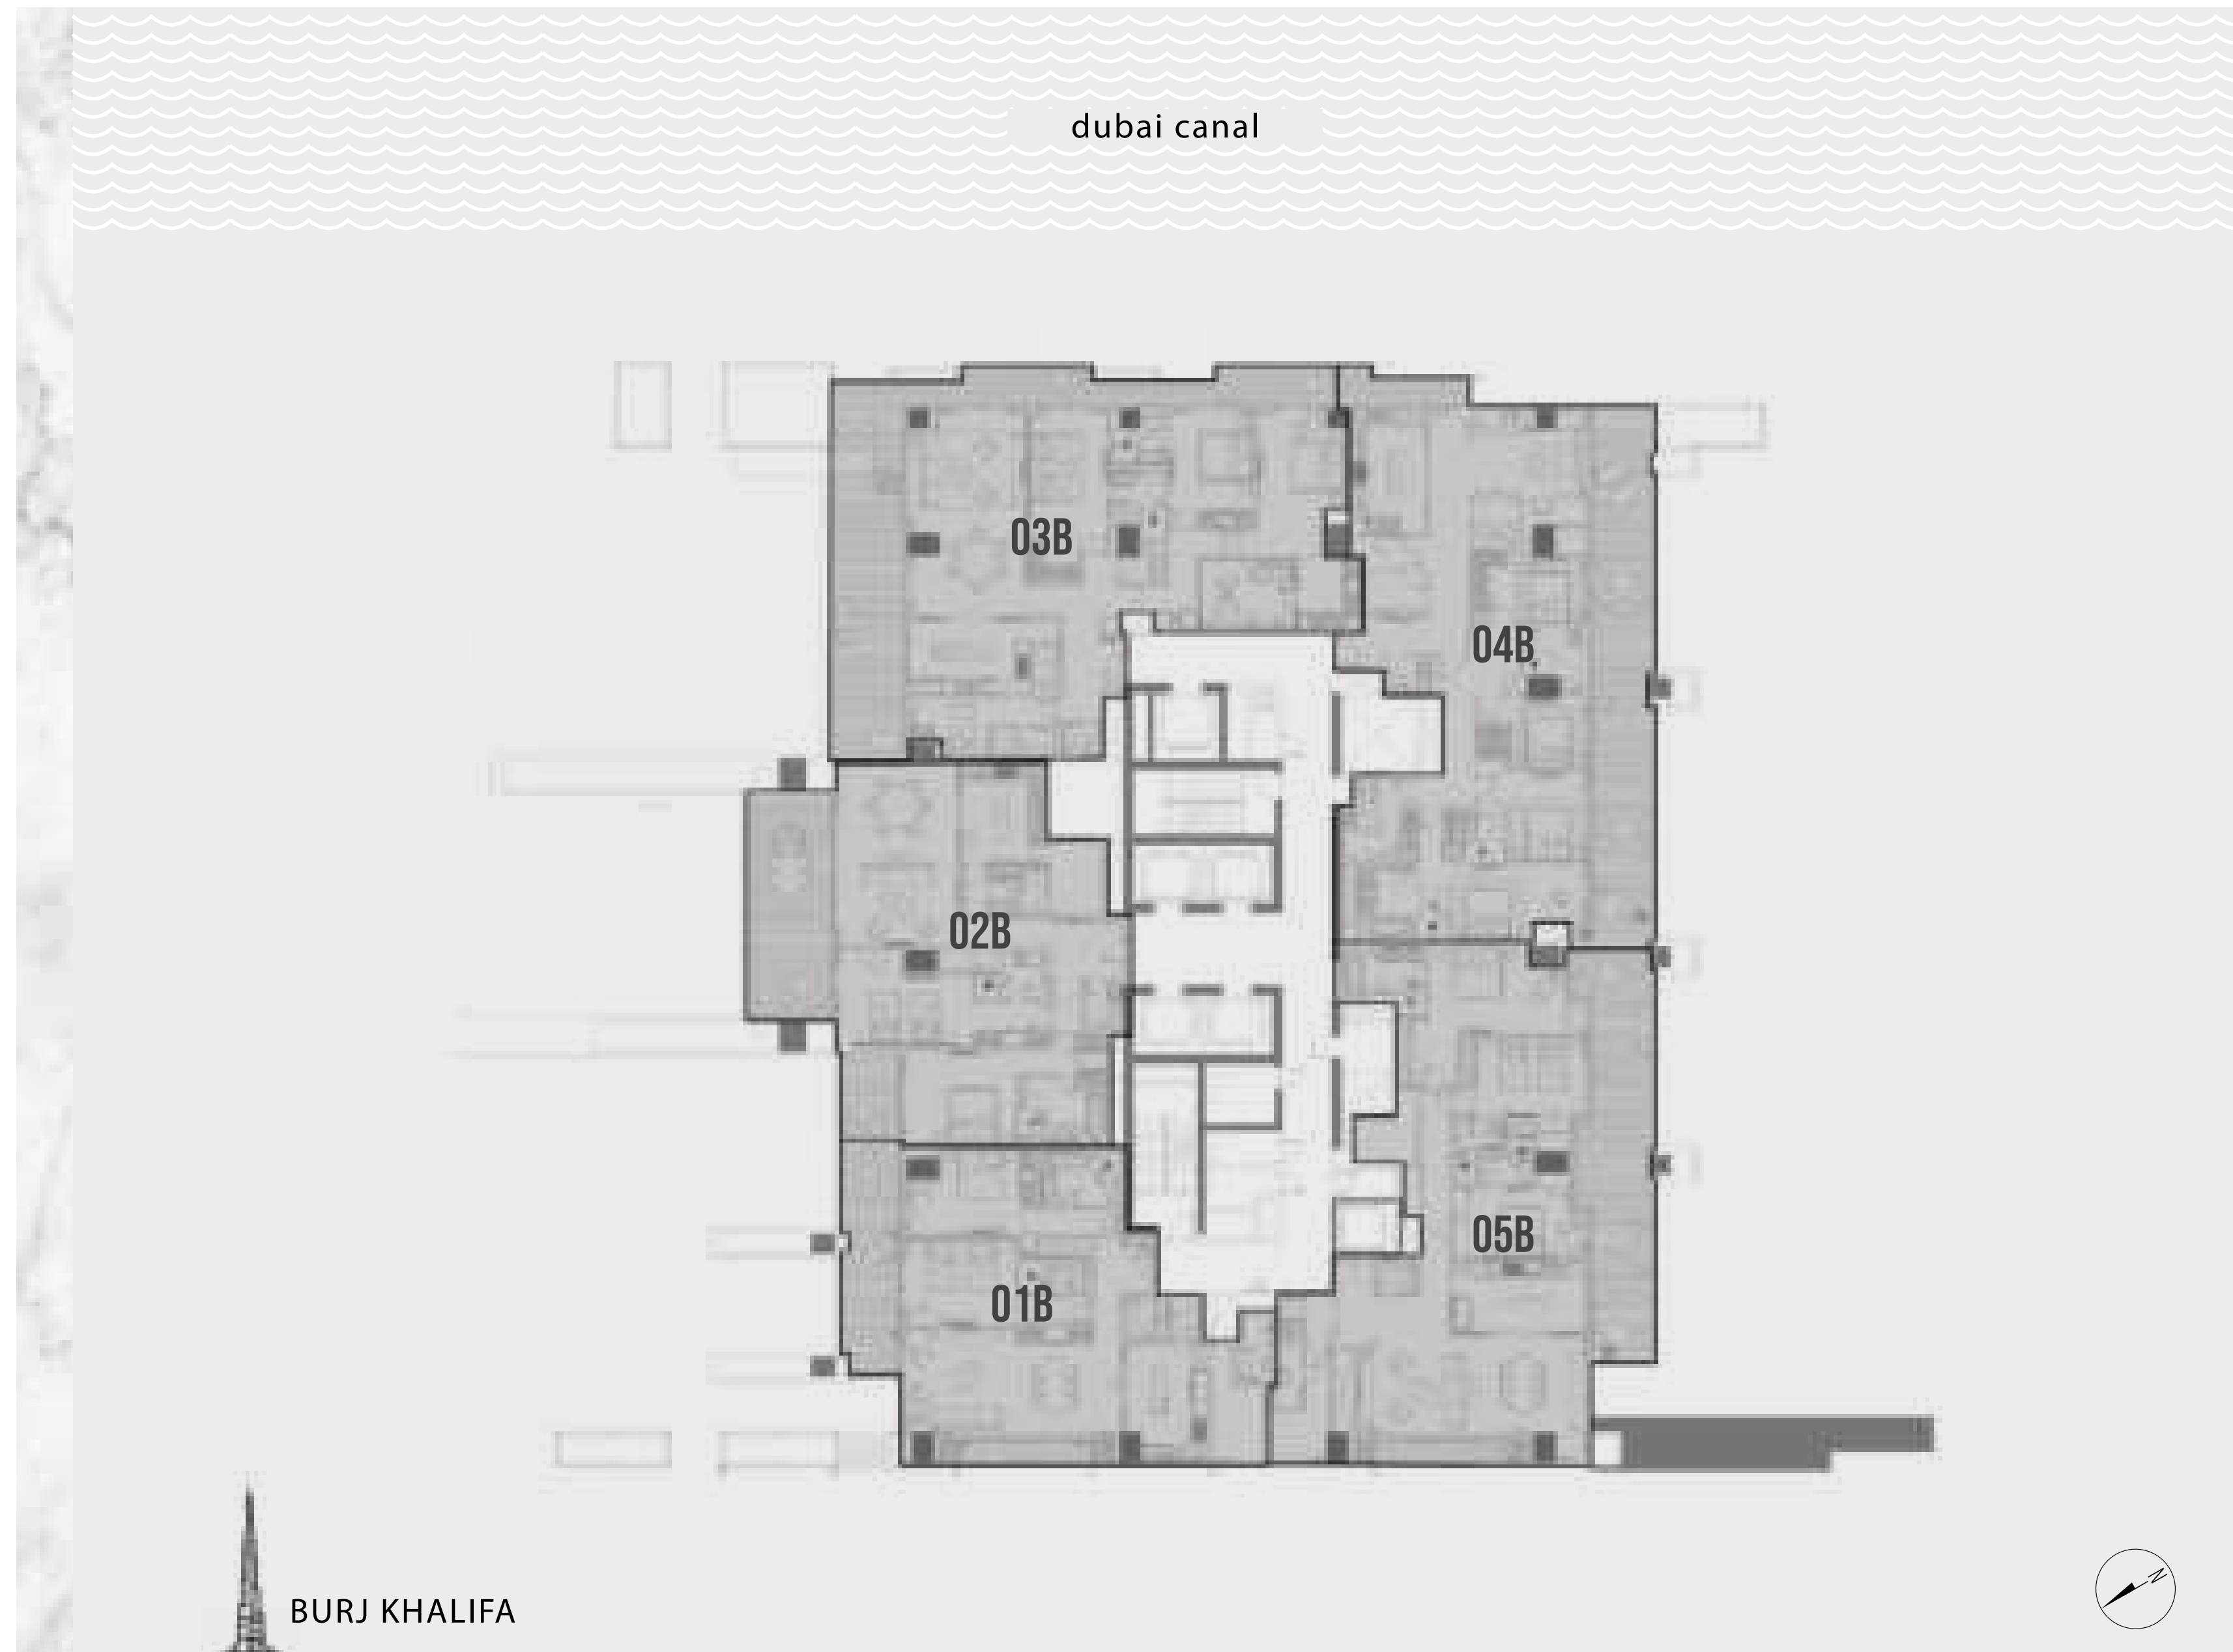 dubai canal
03B
04B
02B
05B
01B
N
BURJ KHALIFA